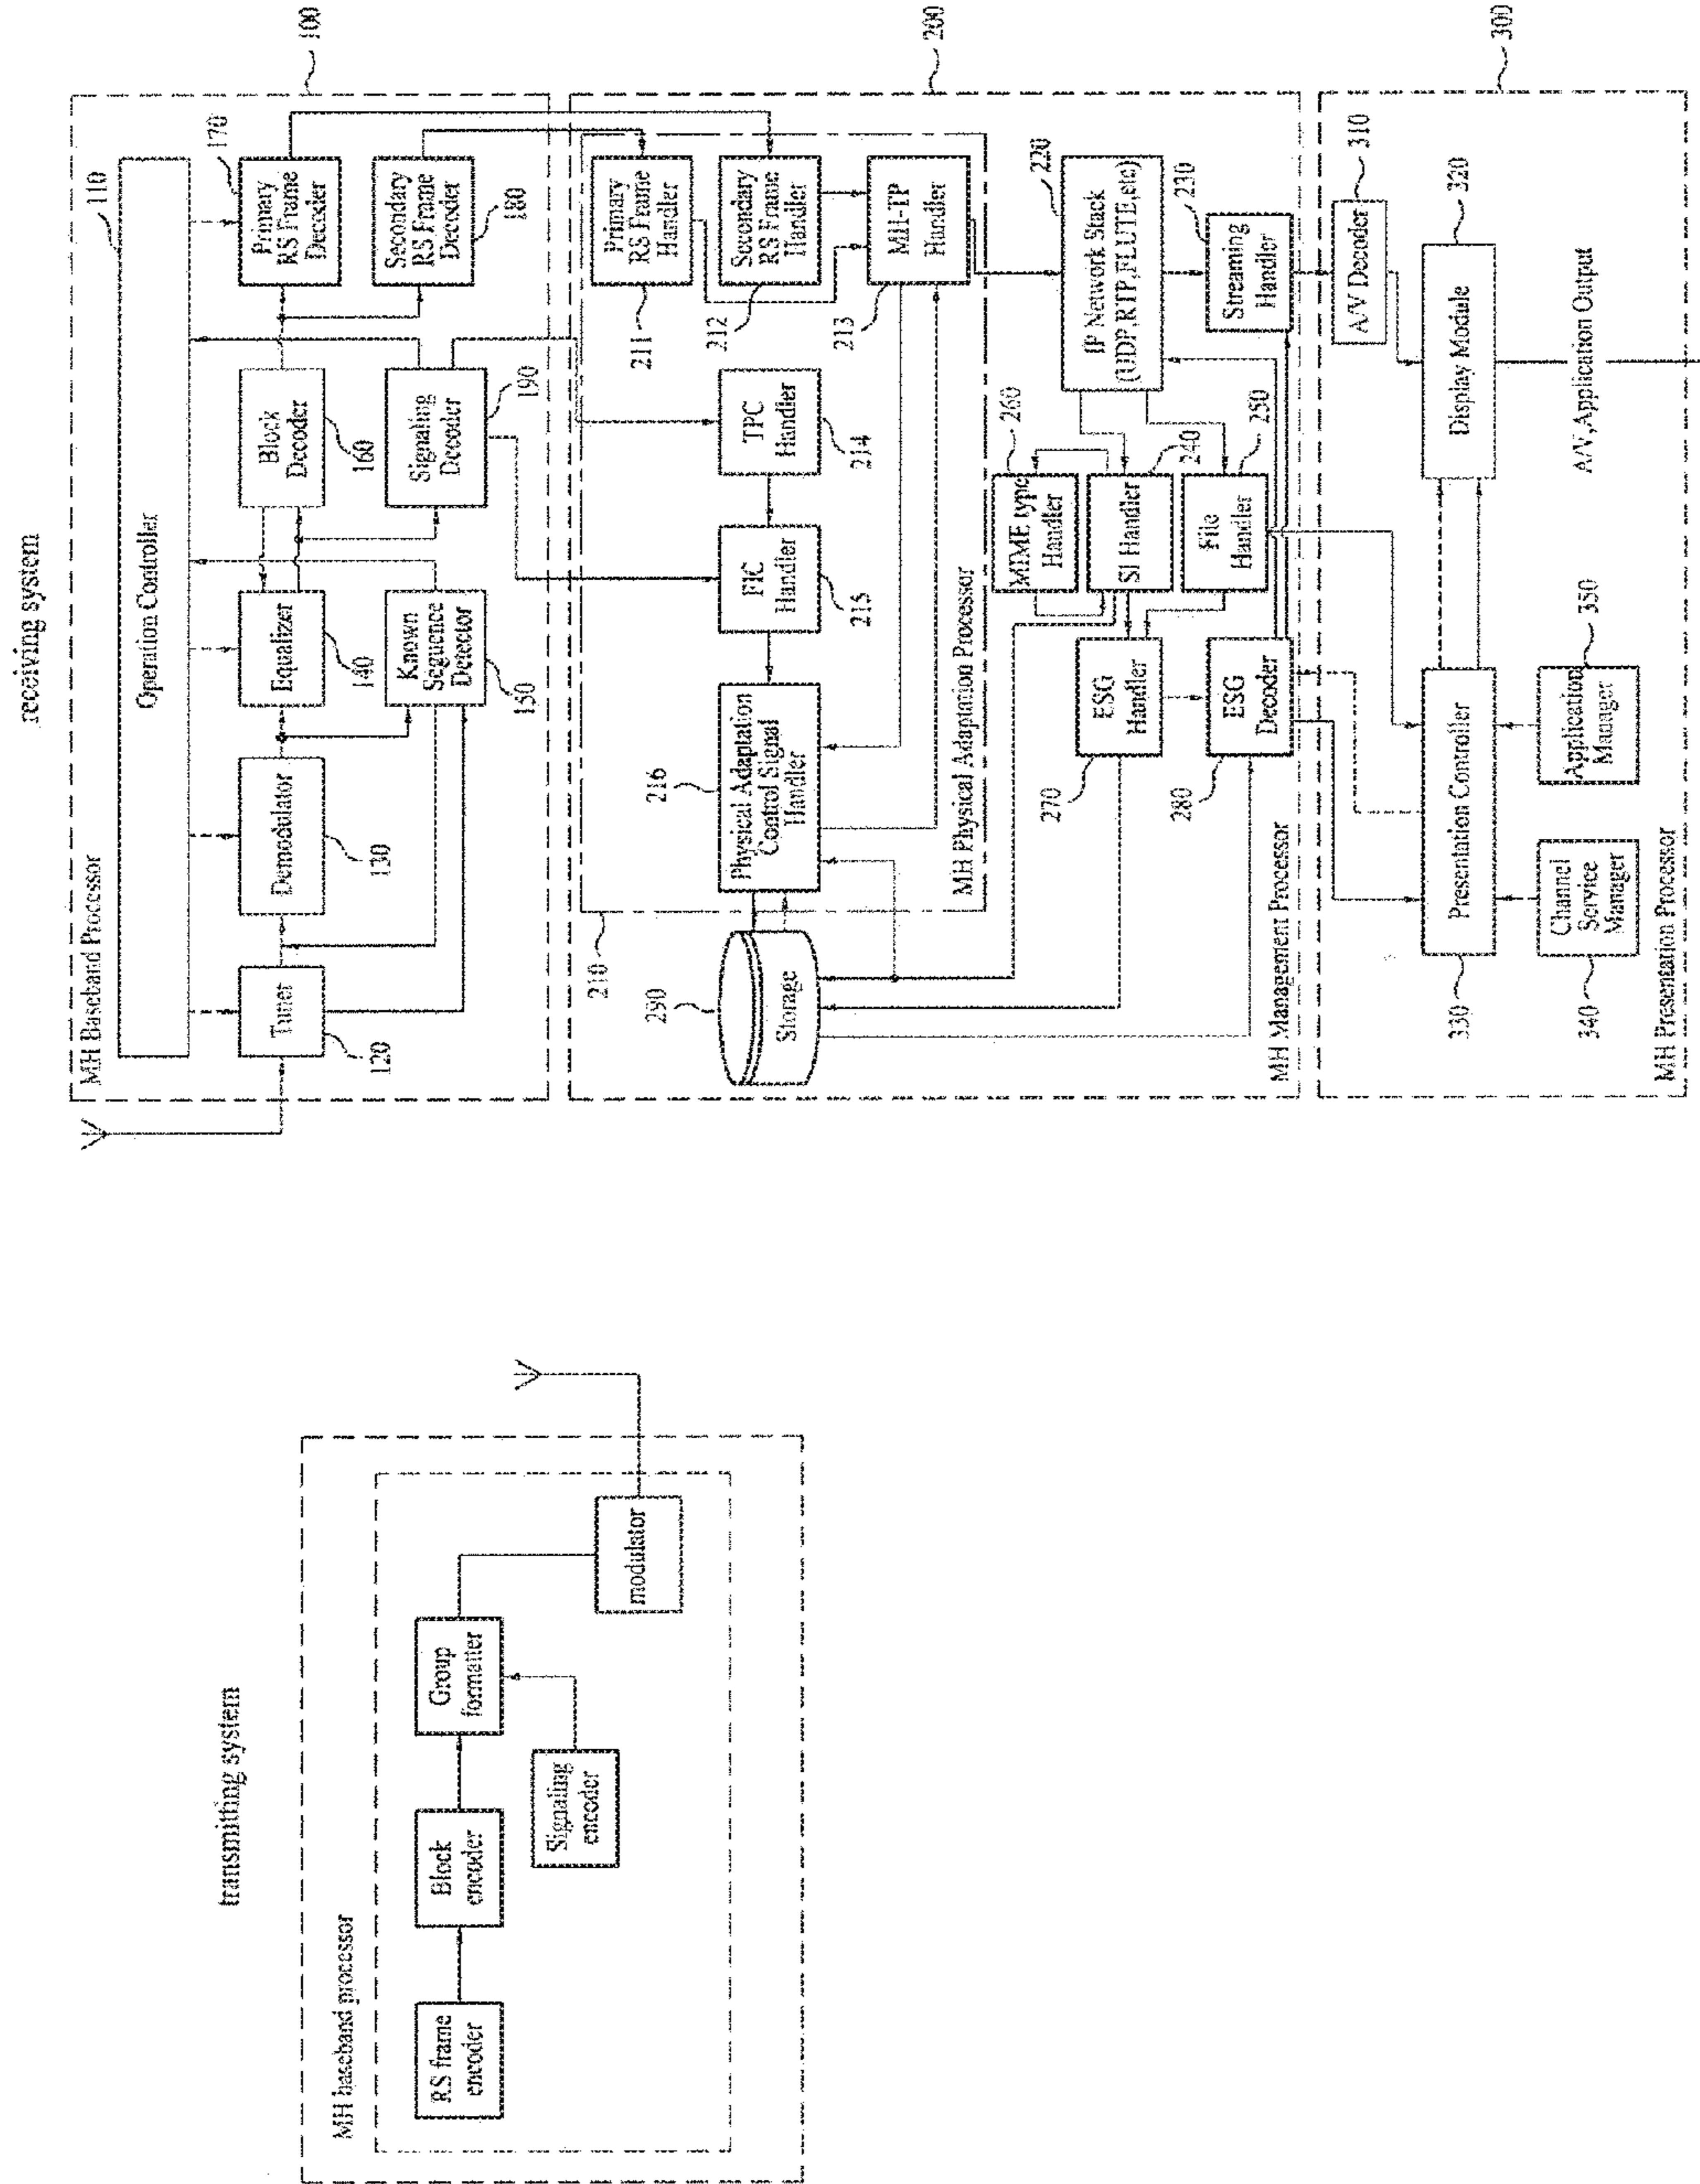 transmitting system
MH baseband processor
RS frame
encoder
Block
encoder
Group
formatter
Signaling
encoder
modulator
receiving system
MH Baseband Processor
100
Operation Controller
110
Tuner
120
Demodulator
130
Equalizer
140
Known
Seguence
Detector
150
Block
Decoder
160
Signaling
Decoder
190
Primary
RS Frame
Decoder
170
Secondary
RS Frame
Decoder
180
200
210
Primary
RS Frame
Handler
211
Secondary
RS Frame
Handler
212
MH-TP
Handler
213
TPC
Handler
214
FIC
Handler
215
Physical Adaptation
Control Signal
Handler
216
MH Physical Adaptation Processor
290
Storage
IP Network Stack
(UDP,RTP,FLUTE,etc)
220
Streaming
Handler
230
MIME type
Handler
260
SI Handler
240
File
Handler
250
ESG
Handler
270
ESG
Decoder
280
MH Management Processor
300
A/V Decoder
310
Display Module
320
A/V,Application Output
Presentation Controller
330
Channel
Service
Manager
340
Application
Manager
350
MH Presentation Processor